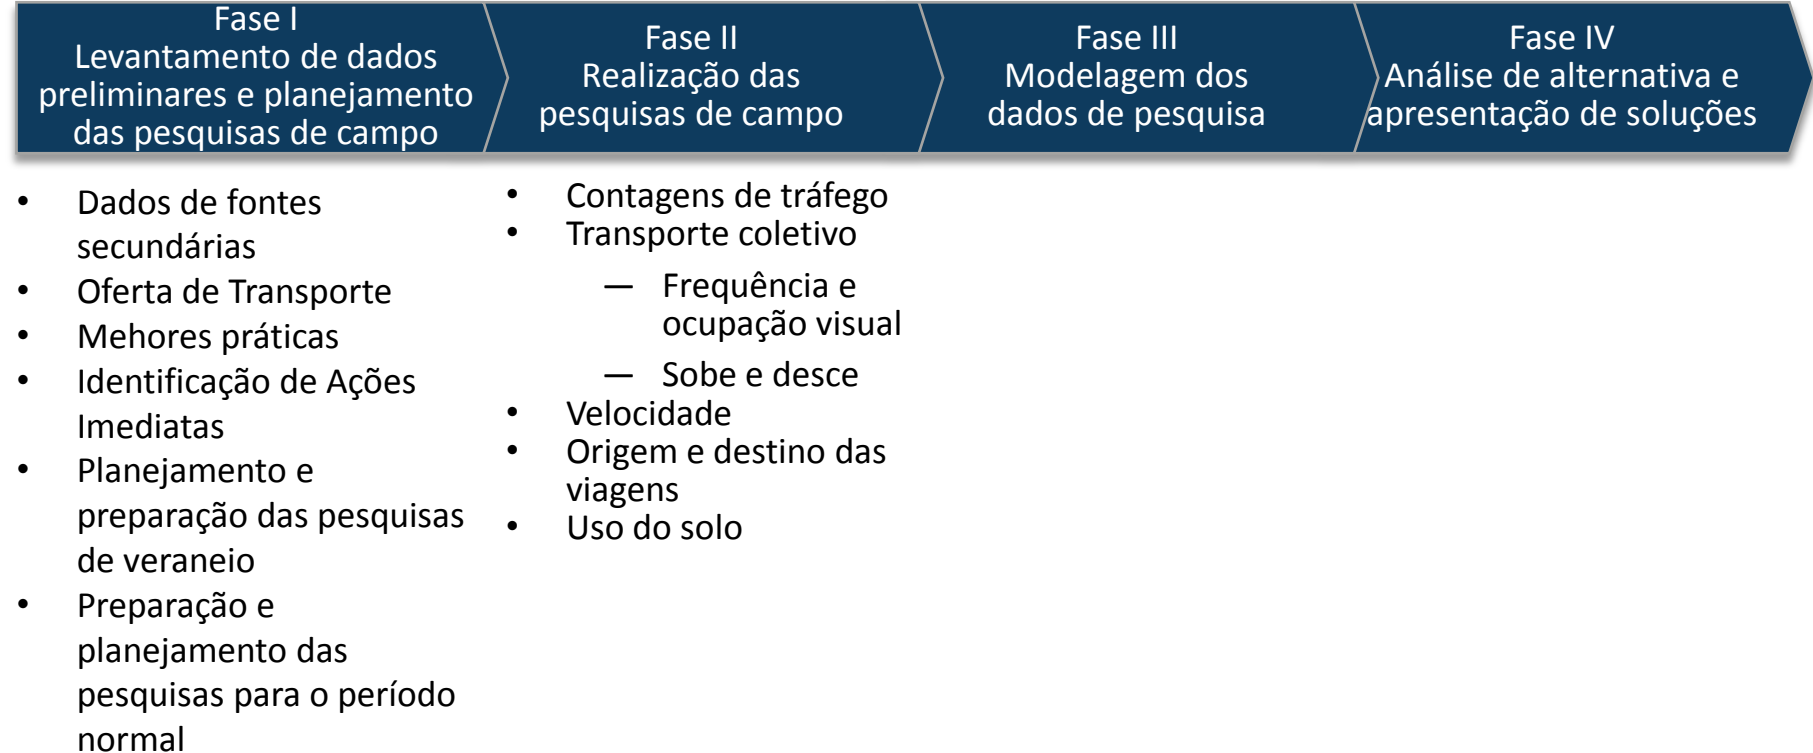 Fase I
Levantamento de dados
preliminares e planejamento
das pesquisas de campo
Fase II
Realização das
pesquisas de campo
Fase III
Modelagem dos
dados de pesquisa
Fase IV
Análise de alternativa e
apresentação de soluções
• Dados de fontes
secundárias
• Oferta de Transporte
• Mehores práticas
• Identificação de Ações
Imediatas
• Planejamento e
preparação das pesquisas
de veraneio
• Preparação e
planejamento das
pesquisas para o período
normal
• Contagens de tráfego
• Transporte coletivo
— Frequência e
ocupação visual
— Sobe e desce
• Velocidade
• Origem e destino das
viagens
• Uso do solo